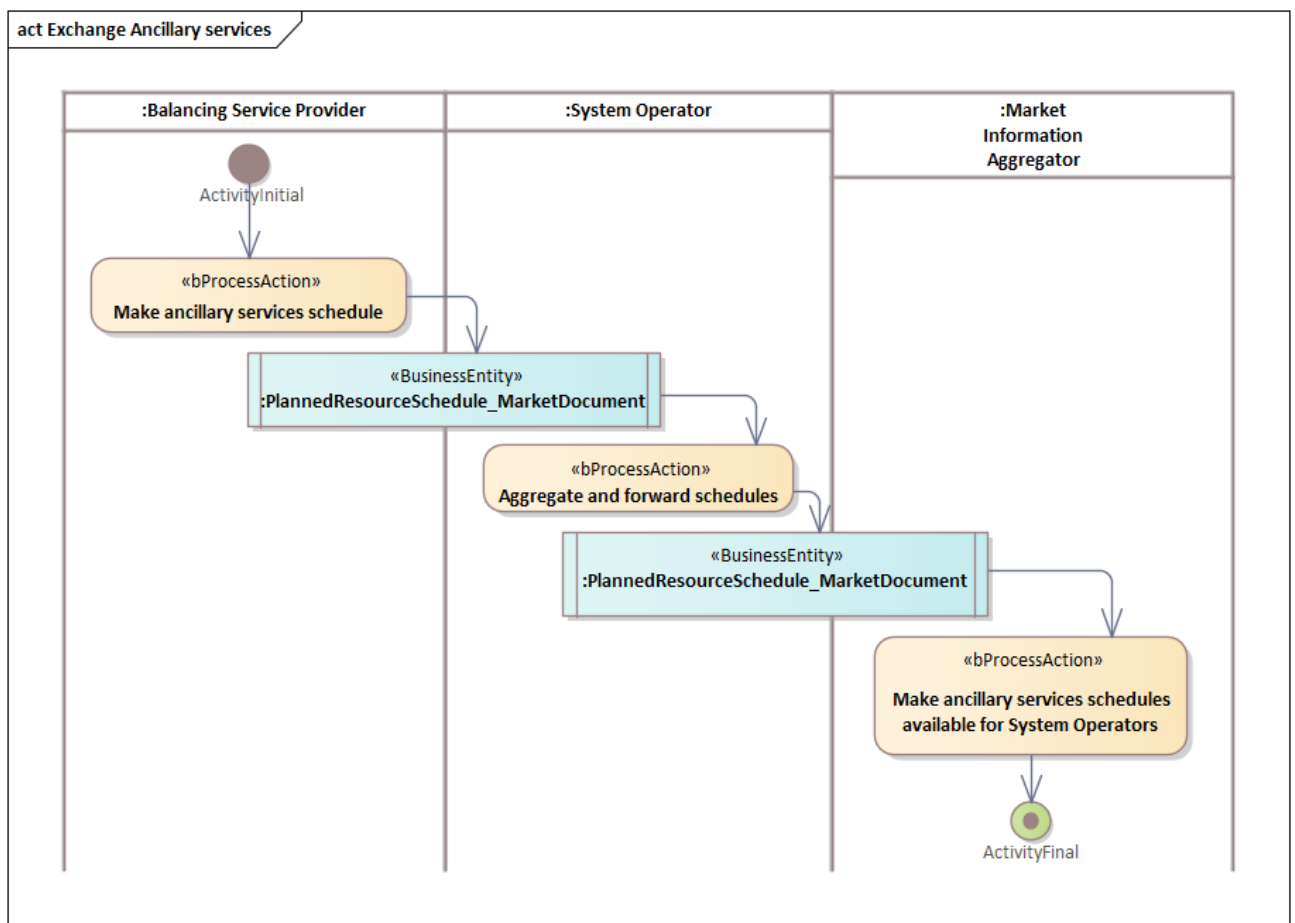 act Exchange Ancillary services
:Balancing Service Provider
:System Operator
:Market
Information
Aggregator
ActivityInitial
«bProcessAction»
Make ancillary services schedule
«BusinessEntity»
:PlannedResourceSchedule_MarketDocument
«bProcessAction»
Aggregate and forward schedules
«BusinessEntity»
:PlannedResourceSchedule_MarketDocument
«bProcessAction»
Make ancillary services schedules
available for System Operators
ActivityFinal